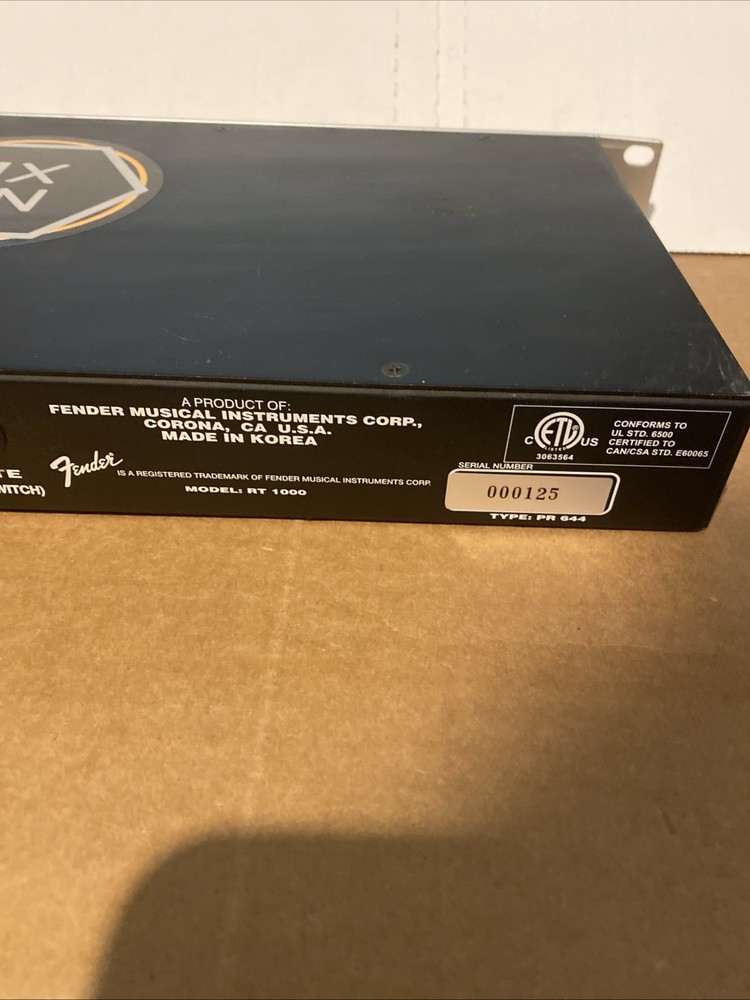 A PRODUCT OF:
FENDER MUSICAL INSTRUMENTS CORP.,
CORONA, CA U.S.A.
MADE IN KOREA
Fender
IS A REGISTERED TRADEMARK OF FENDER MUSICAL INSTRUMENTS CORP.
MODEL: RT 1000
C ETL US
3063564
CONFORMS TO
UL STD. 6500
CERTIFIED TO
CAN/CSA STD. E60065
SERIAL NUMBER
000125
TYPE: PR 644